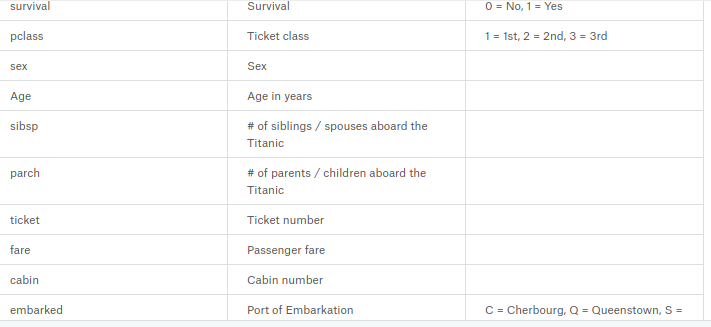 survival Survival 0 = No, 1 = Yes
pclass Ticket class 1 = 1st, 2 = 2nd, 3 = 3rd
sex Sex
Age Age in years
sibsp # of siblings / spouses aboard the
Titanic
parch # of parents / children aboard the
Titanic
ticket Ticket number
fare Passenger fare
cabin Cabin number
embarked Port of Embarkation C = Cherbourg, Q = Queenstown, S =